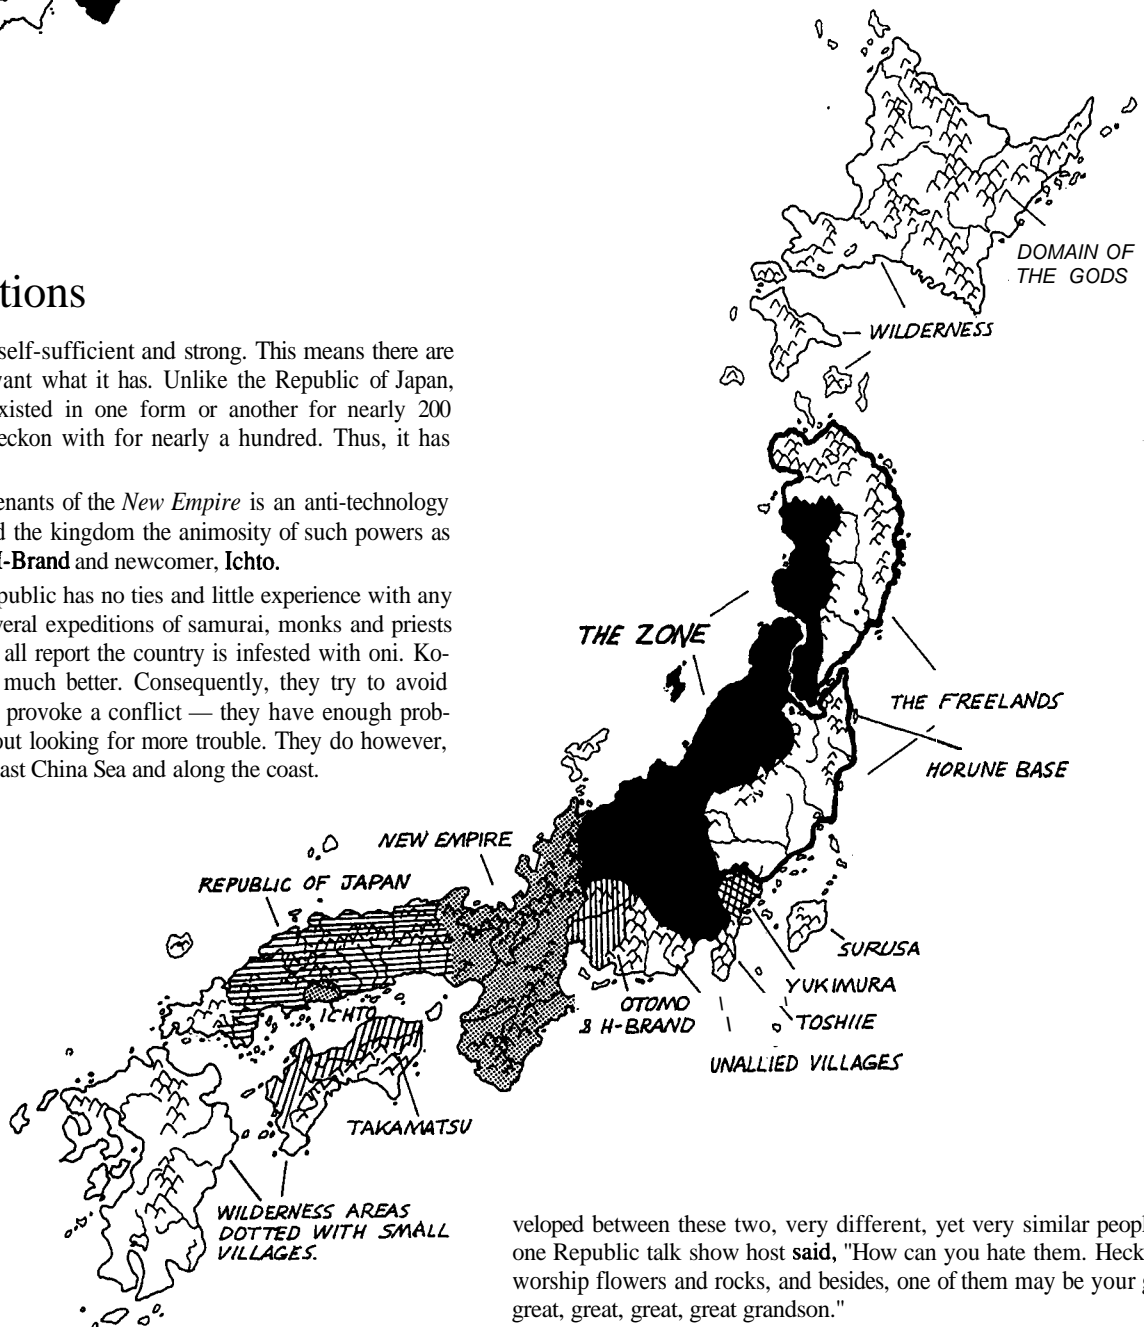 tions
self-sufficient and strong. This means there are
vant what it has. Unlike the Republic of Japan,
xisted in one form or another for nearly 200
eckon with for nearly a hundred. Thus, it has
enants of the New Empire is an anti-technology
d the kingdom the animosity of such powers as
H-Brand and newcomer, Ichto.
public has no ties and little experience with any
veral expeditions of samurai, monks and priests
all report the country is infested with oni. Ko-
much better. Consequently, they try to avoid
provoke a conflict — they have enough prob-
out looking for more trouble. They do however,
ast China Sea and along the coast.
DOMAIN OF
THE GODS
WILDERNESS
THE ZONE
THE FREELANDS
HORUNE BASE
NEW EMPIRE
REPUBLIC OF JAPAN
SURUSA
YUKIMURA
OTOMO
& H-BRAND
TOSHIIE
ICHTO
UNALLIED VILLAGES
TAKAMATSU
WILDERNESS AREAS
DOTTED WITH SMALL
VILLAGES.
veloped between these two, very different, yet very similar peopl
one Republic talk show host said, "How can you hate them. Heck
worship flowers and rocks, and besides, one of them may be your g
great, great, great, great grandson."